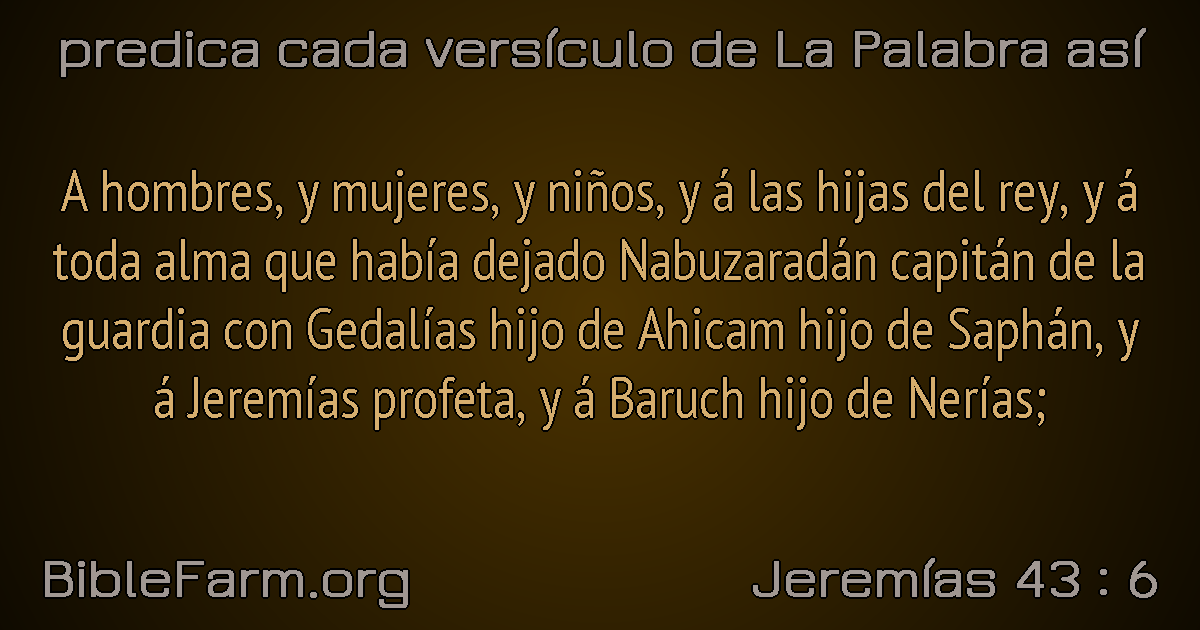 predica cada versículo de La Palabra así
A hombres, y mujeres, y niños, y á las hijas del rey, y á
toda alma que había dejado Nabuzaradán capitán de la
guardia con Gedalías hijo de Ahicam hijo de Saphán, y
á Jeremías profeta, y á Baruch hijo de Nerías;
BibleFarm.org
Jeremías 43 : 6